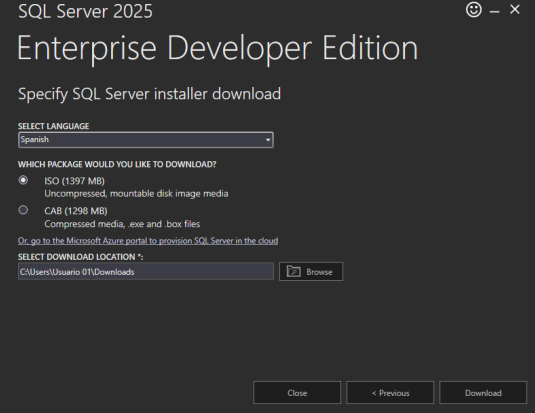 SQL Server 2025
Enterprise Developer Edition
Specify SQL Server installer download
SELECT LANGUAGE
Spanish
WHICH PACKAGE WOULD YOU LIKE TO DOWNLOAD?
ISO (1397 MB)
Uncompressed, mountable disk image media
CAB (1298 MB)
Compressed media, .exe and .box files
Or, go to the Microsoft Azure portal to provision SQL Server in the cloud
SELECT DOWNLOAD LOCATION *:
C:\Users\Usuario 01\Downloads
Browse
Close
< Previous
Download